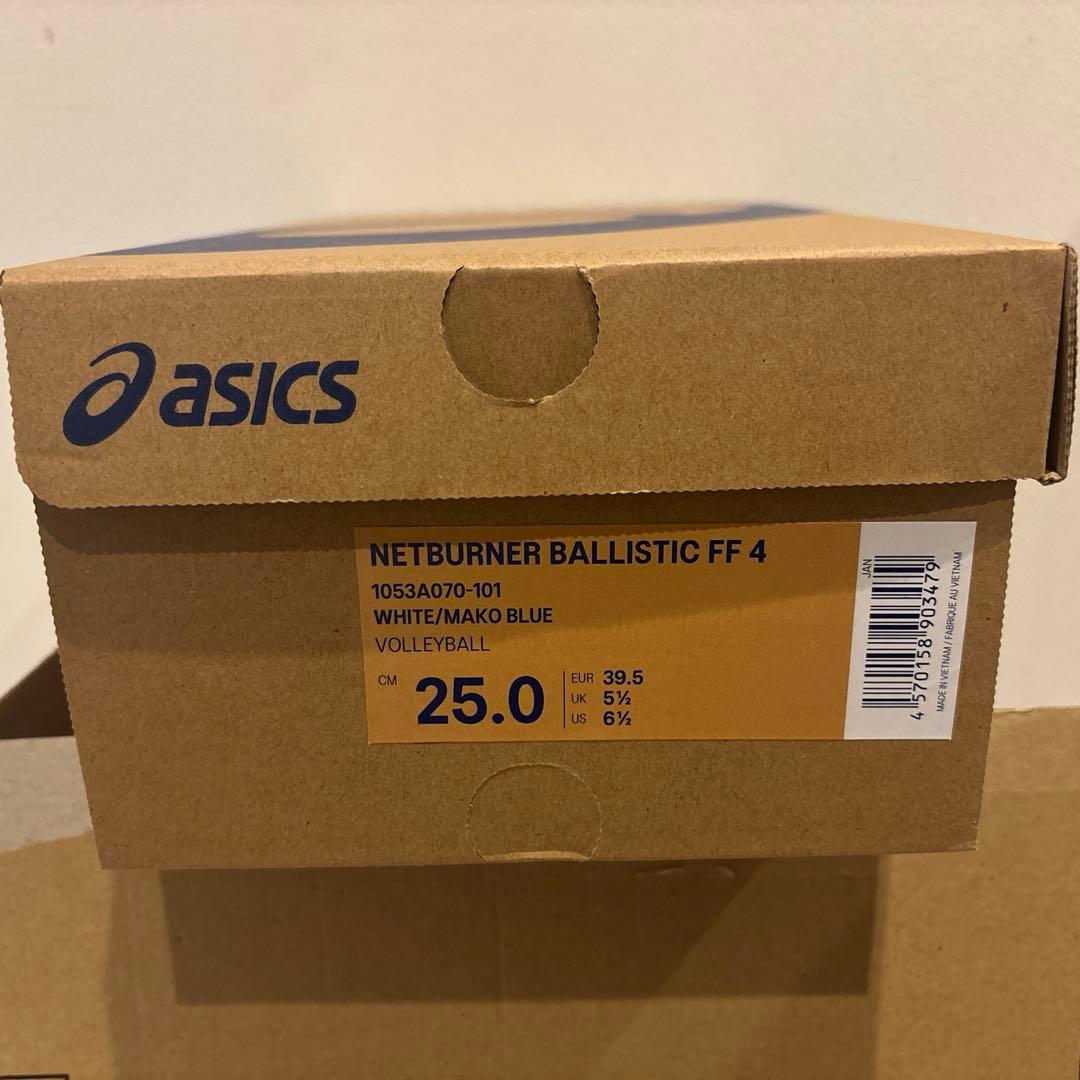 asics
NETBURNER BALLISTIC FF 4
1053A070-101
WHITE/MAKO BLUE
VOLLEYBALL
CM 25.0
EUR 39.5
UK 5½
US 6½
JAN
4 570158 903479
MADE IN VIETNAM / FABRIQUE AU VIETNAM